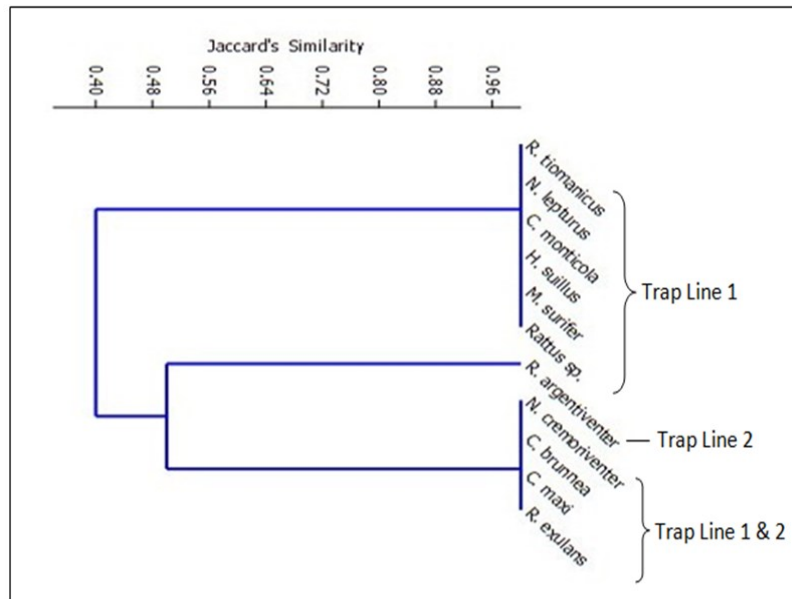 Jaccard's Similarity
0.40 0.48 0.56 0.64 0.72 0.80 0.88 0.96
R. tiomanicus
N. lepturus
C. monticola
H. suillus
M. surifer
Rattus sp.
R. argentiventer
N. cremoriventer
C. brunnea
C. maxi
R. exulans
Trap Line 1
Trap Line 2
Trap Line 1 & 2